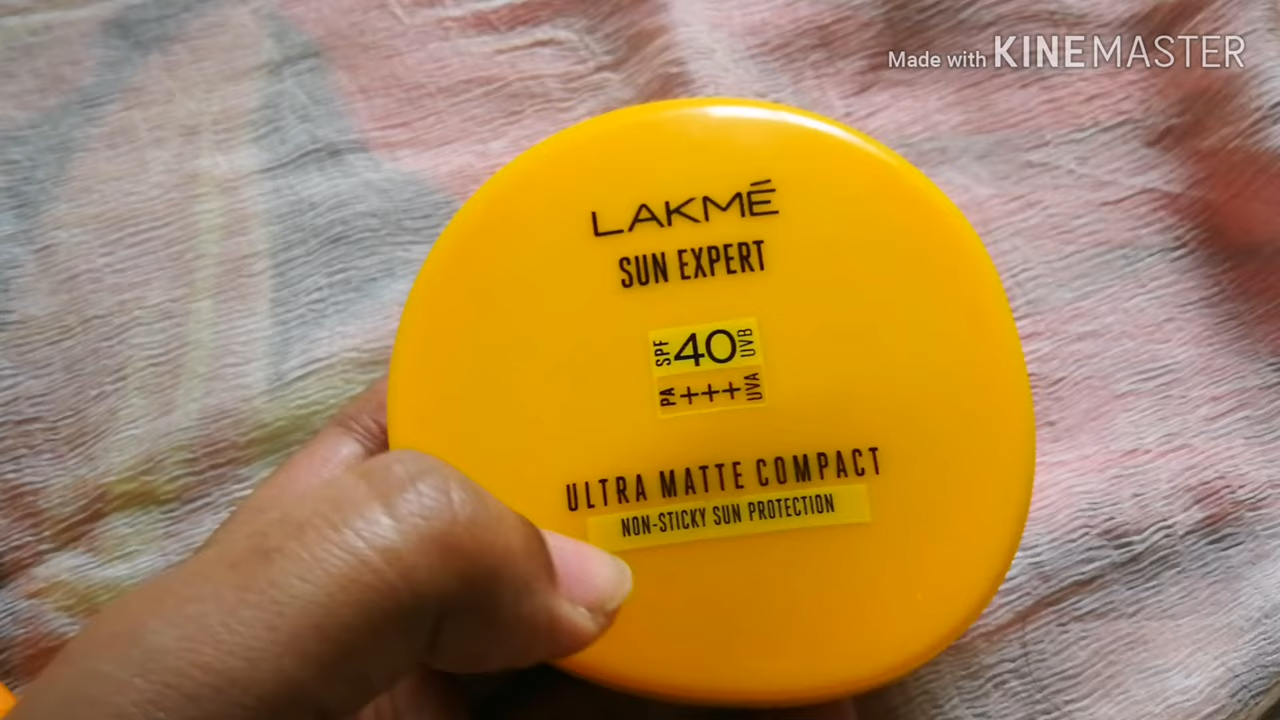 Made with KINEMASTER
LAKMÉ
SUN EXPERT
SPF 40 UVB
PA +++ UVA
ULTRA MATTE COMPACT
NON-STICKY SUN PROTECTION